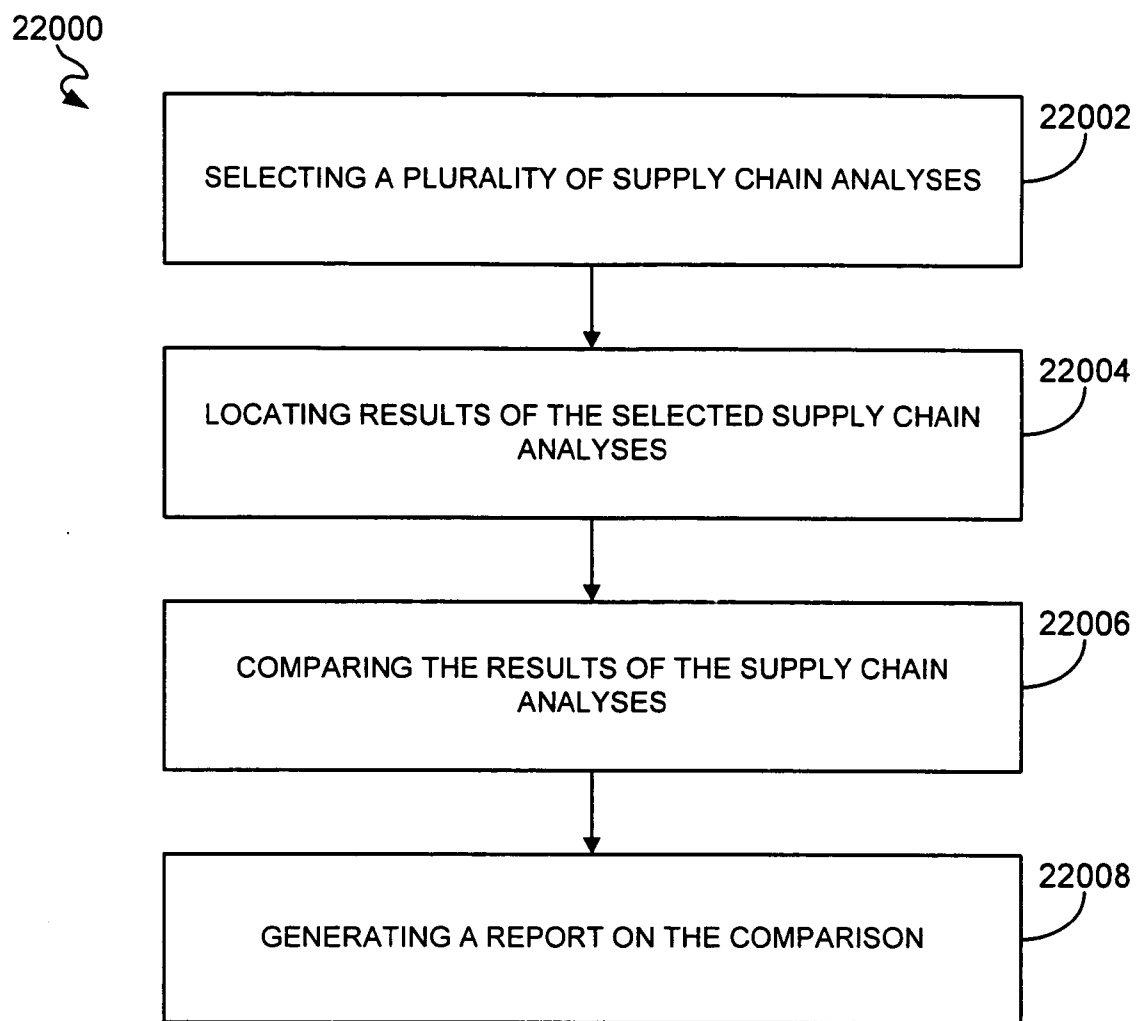 22000
22002
SELECTING A PLURALITY OF SUPPLY CHAIN ANALYSES
22004
LOCATING RESULTS OF THE SELECTED SUPPLY CHAIN
ANALYSES
22006
COMPARING THE RESULTS OF THE SUPPLY CHAIN
ANALYSES
22008
GENERATING A REPORT ON THE COMPARISON